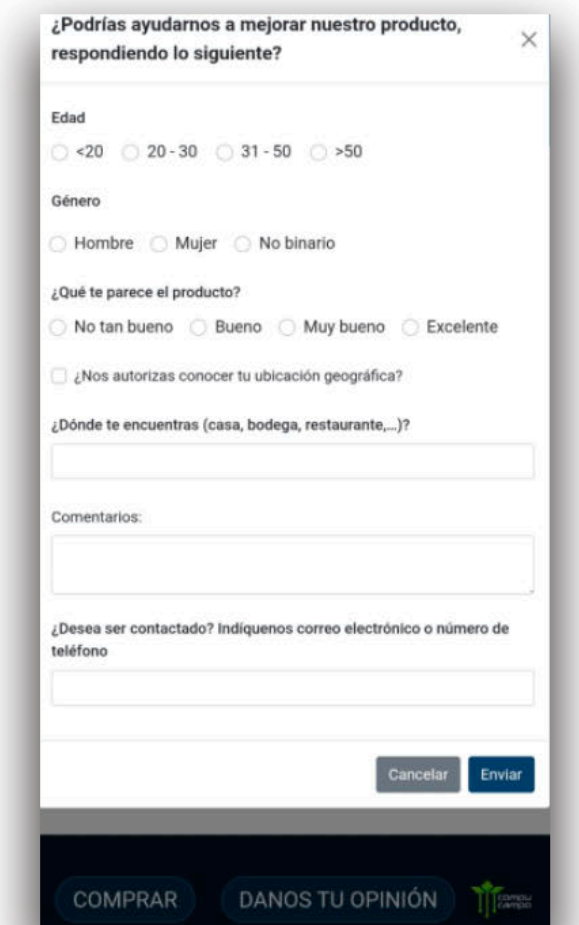 ¿Podrías ayudarnos a mejorar nuestro producto,
respondiendo lo siguiente?
Edad
<20 20 - 30 31 - 50 >50
Género
Hombre Mujer No binario
¿Qué te parece el producto?
No tan bueno Bueno Muy bueno Excelente
¿Nos autorizas conocer tu ubicación geográfica?
¿Dónde te encuentras (casa, bodega, restaurante,...)?
Comentarios:
¿Desea ser contactado? Indíquenos correo electrónico o número de
teléfono
Cancelar Enviar
COMPRAR DANOS TU OPINIÓN
compu
campo